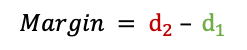 Margin = d₂ – d₁